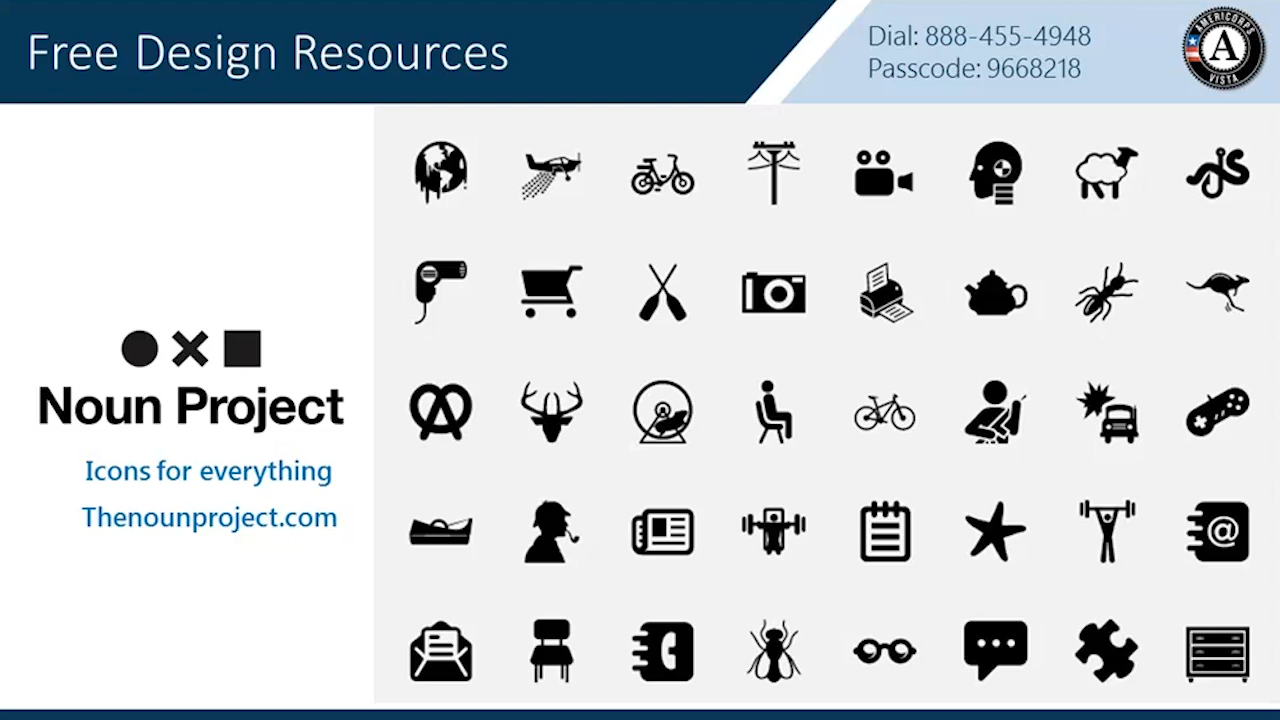 Free Design Resources
Dial: 888-455-4948
Passcode: 9668218
AMERICORPS
A
VISTA
Noun Project
Icons for everything
Thenounproject.com
@